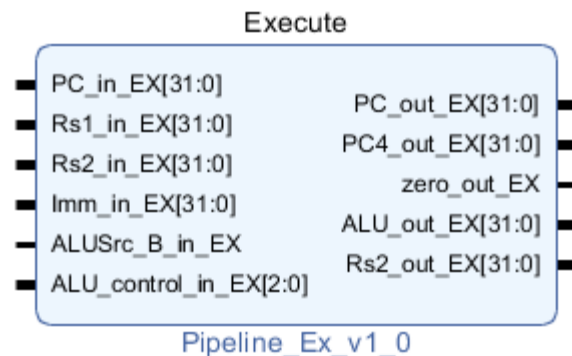 Execute
PC_in_EX[31:0]
Rs1_in_EX[31:0]
Rs2_in_EX[31:0]
Imm_in_EX[31:0]
ALUSrc_B_in_EX
ALU_control_in_EX[2:0]
PC_out_EX[31:0]
PC4_out_EX[31:0]
zero_out_EX
ALU_out_EX[31:0]
Rs2_out_EX[31:0]
Pipeline_Ex_v1_0